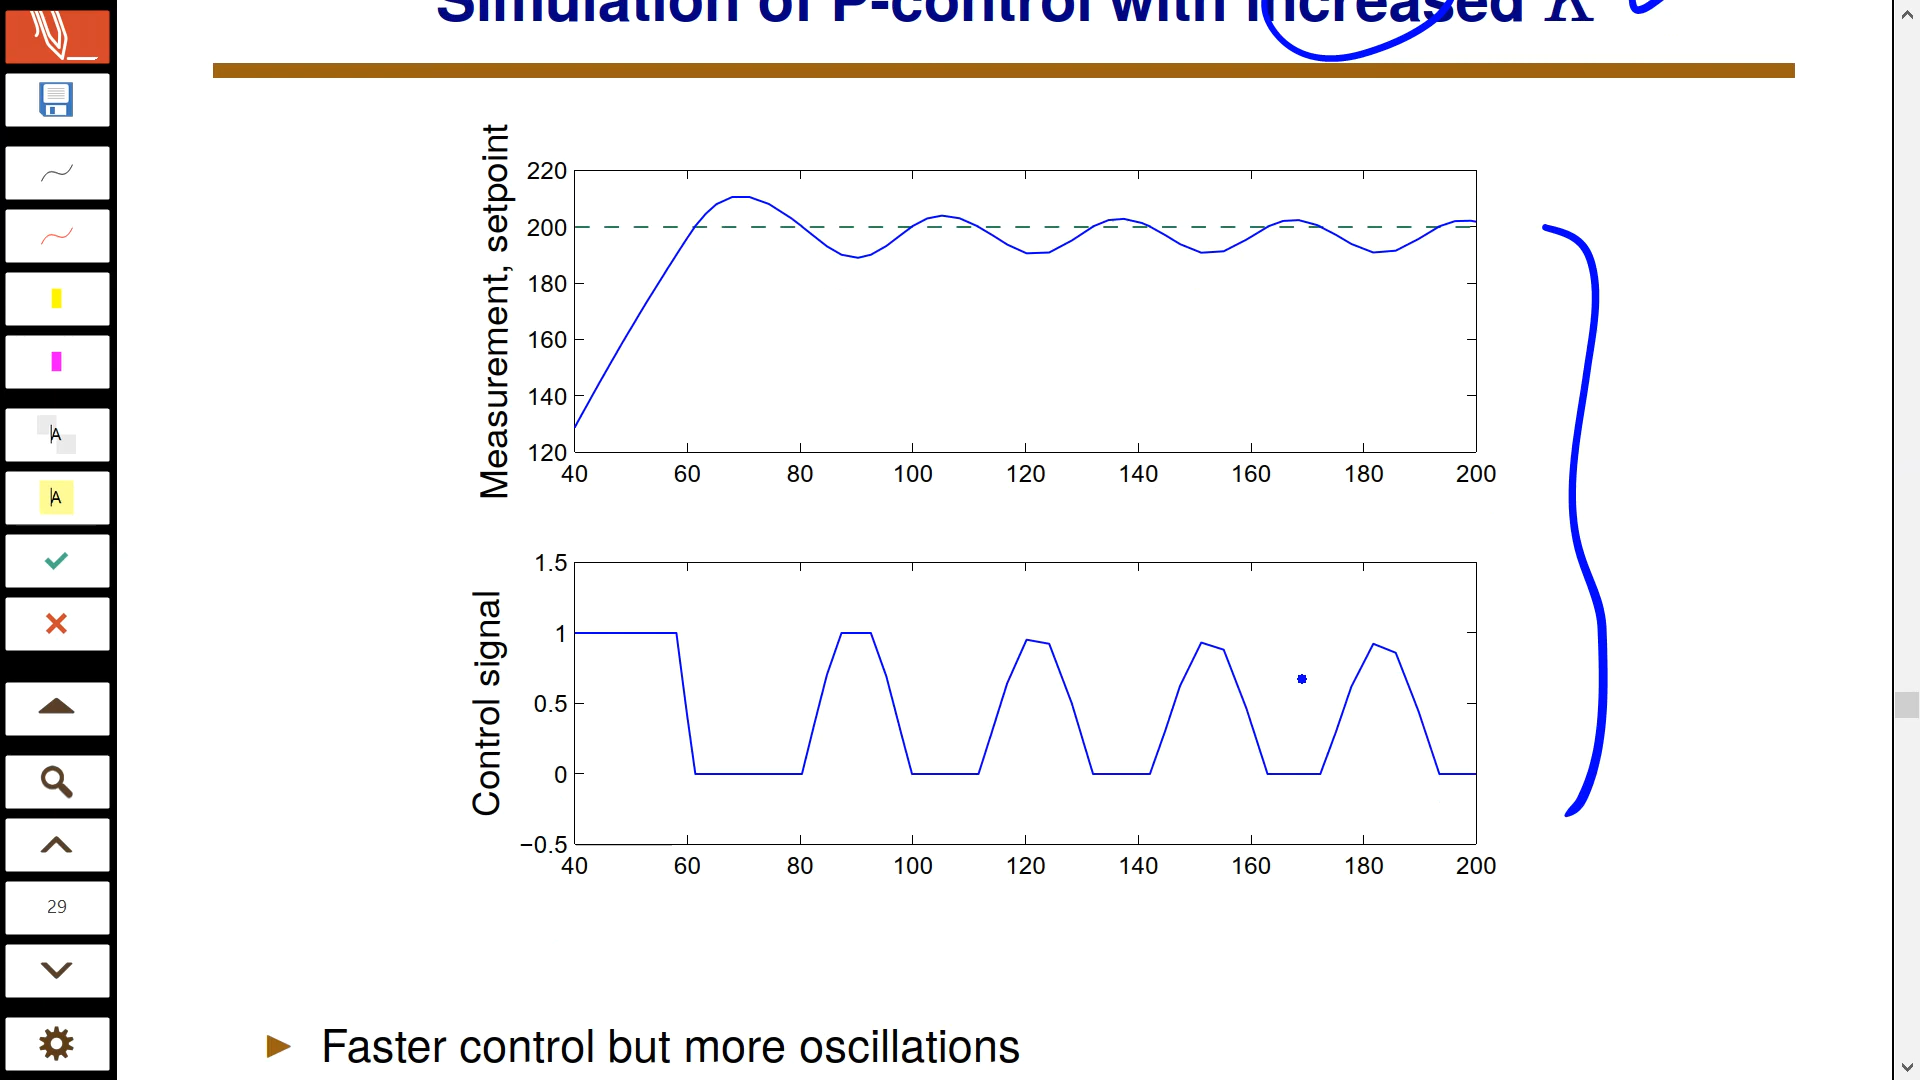 Simulation of P-control with increased K
Measurement, setpoint
220
200
180
160
140
120
40 60 80 100 120 140 160 180 200
Control signal
1.5
1
0.5
0
−0.5
40 60 80 100 120 140 160 180 200
A
A
29
Faster control but more oscillations